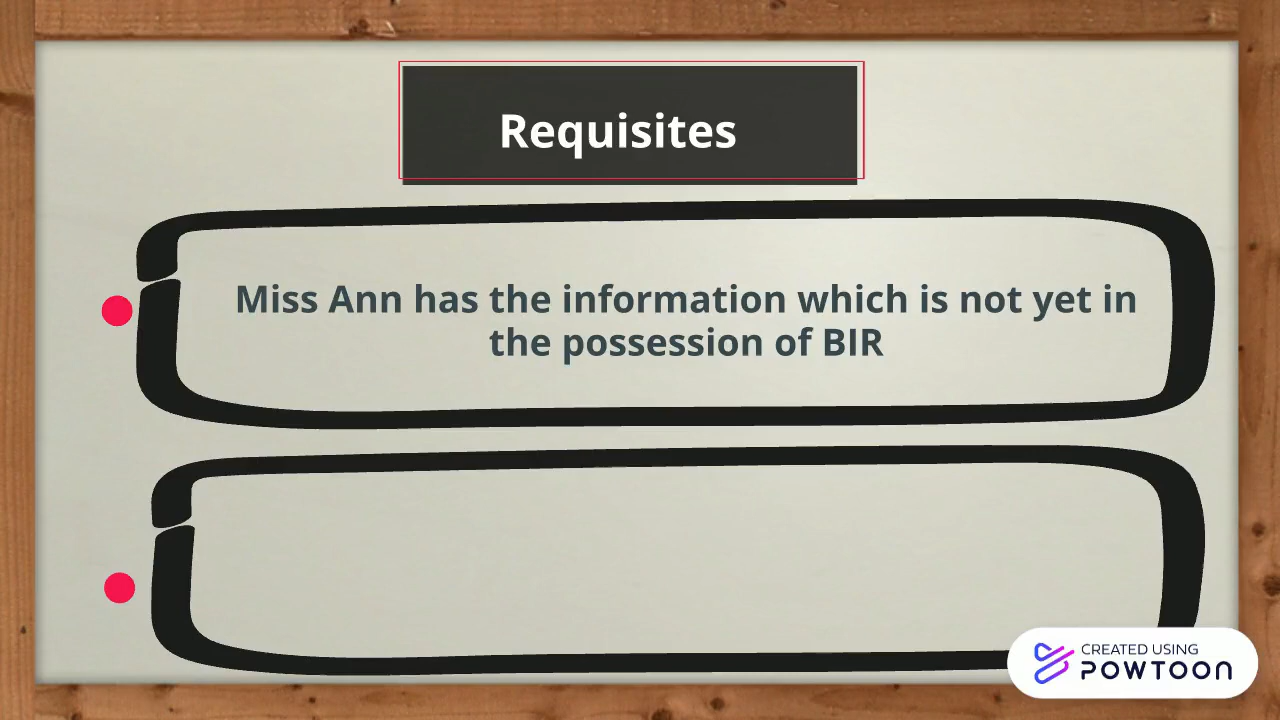 Requisites
Miss Ann has the information which is not yet in
the possession of BIR
CREATED USING
POWTOON